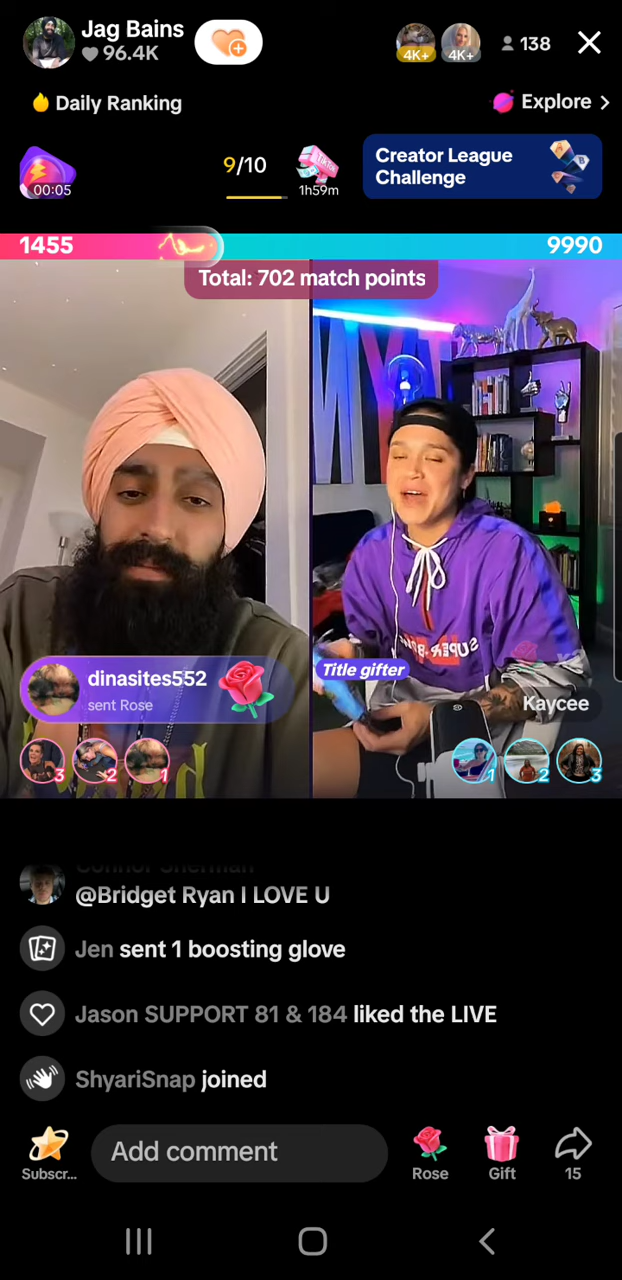 Jag Bains
96.4K
4K+
4K+
138
Daily Ranking
Explore >
00:05
9/10
1h59m
Creator League
Challenge
1455
9990
Total: 702 match points
dinasites552
sent Rose
Title gifter
Kaycee
3
2
1
1
2
3
Connor Sherman
@Bridget Ryan I LOVE U
Jen sent 1 boosting glove
Jason SUPPORT 81 & 184 liked the LIVE
ShyariSnap joined
Subscr...
Add comment
Rose
Gift
15